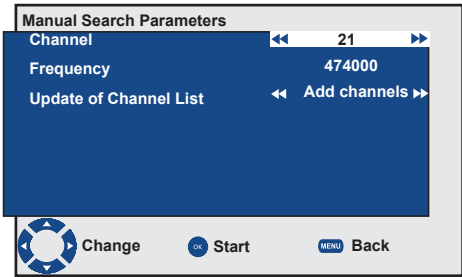 Manual Search Parameters
Channel 21
Frequency 474000
Update of Channel List Add channels
Change OK Start MENU Back